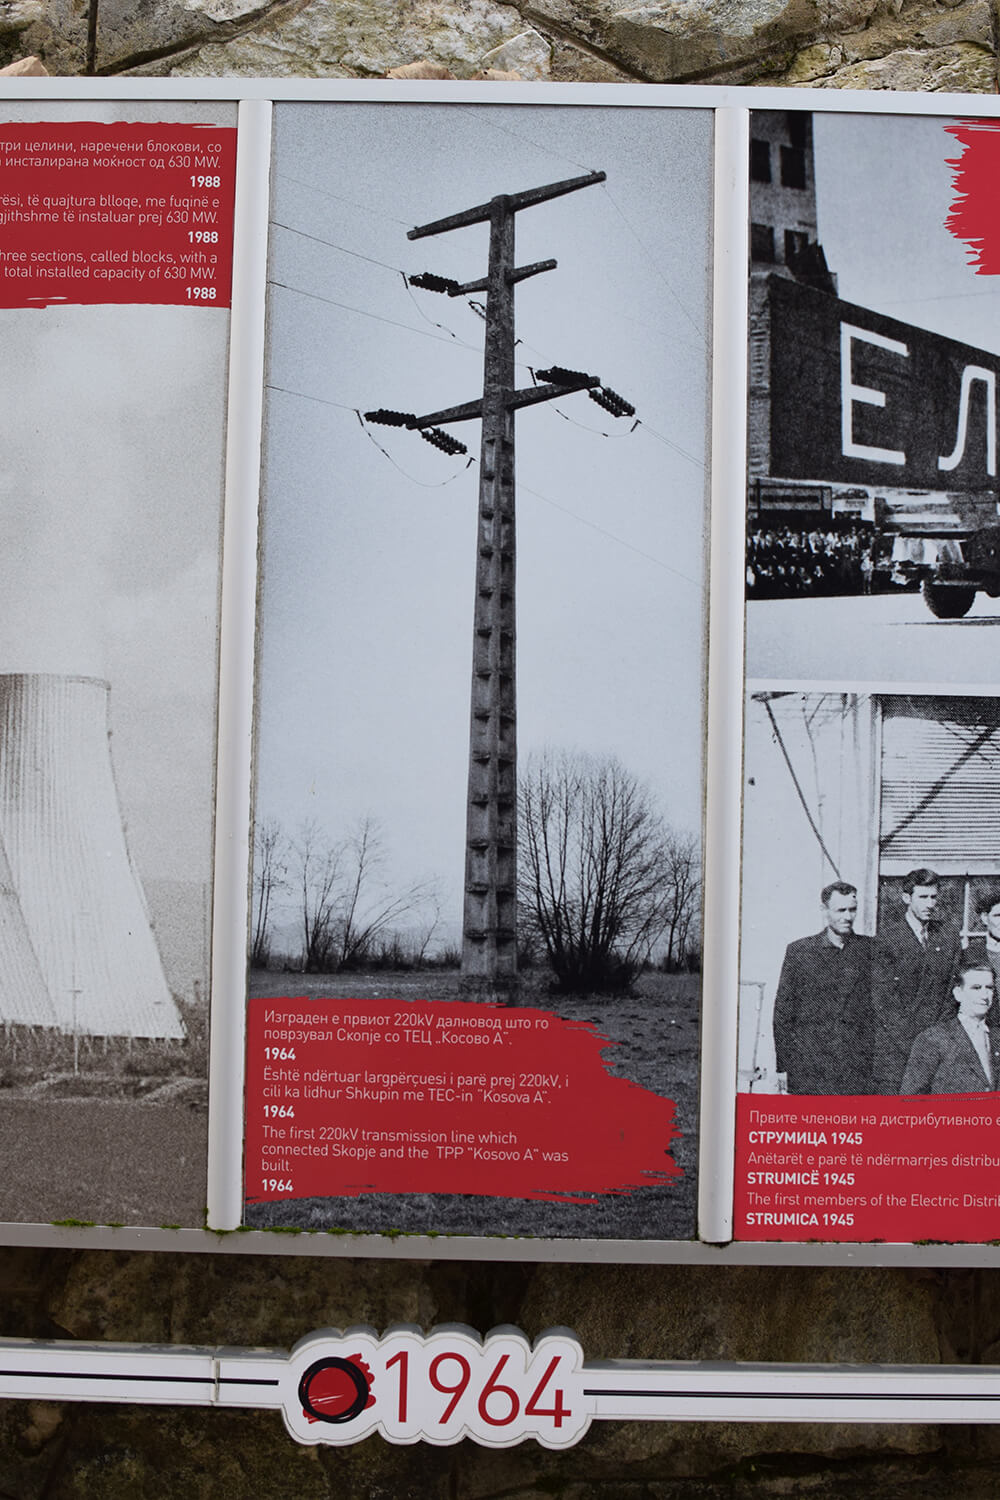 три целини, наречени блокови, со
инсталирана моќност од 630 MW.
1988
të quajtura blloqe, me fuqinë e
gjithshme të instaluar prej 630 MW.
1988
three sections, called blocks, with a
total installed capacity of 630 MW.
1988
Изграден е првиот 220kV далновод што го
поврзувал Скопје со ТЕЦ „Косово А”.
1964
Është ndërtuar largpërçuesi i parë prej 220kV, i
cili ka lidhur Shkupin me TEC-in ¨Kosova A¨.
1964
The first 220kV transmission line which
connected Skopje and the TPP "Kosovo A" was
built.
1964
ЕЛ
Првите членови на дистрибутивното
СТРУМИЦА 1945
Anëtarët e parë të ndërmarrjes distribu
STRUMICË 1945
The first members of the Electric Distri
STRUMICA 1945
1964